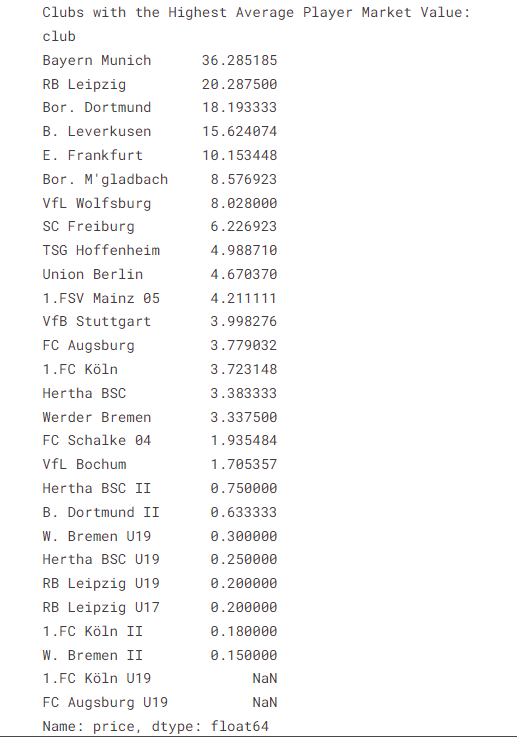 Clubs with the Highest Average Player Market Value:
club
Bayern Munich      36.285185
RB Leipzig         20.287500
Bor. Dortmund      18.193333
B. Leverkusen      15.624074
E. Frankfurt       10.153448
Bor. M'gladbach     8.576923
VfL Wolfsburg       8.028000
SC Freiburg         6.226923
TSG Hoffenheim      4.988710
Union Berlin        4.670370
1.FSV Mainz 05      4.211111
VfB Stuttgart       3.998276
FC Augsburg         3.779032
1.FC Köln           3.723148
Hertha BSC          3.383333
Werder Bremen       3.337500
FC Schalke 04       1.935484
VfL Bochum          1.705357
Hertha BSC II       0.750000
B. Dortmund II      0.633333
W. Bremen U19       0.300000
Hertha BSC U19      0.250000
RB Leipzig U19      0.200000
RB Leipzig U17      0.200000
1.FC Köln II        0.180000
W. Bremen II        0.150000
1.FC Köln U19            NaN
FC Augsburg U19          NaN
Name: price, dtype: float64